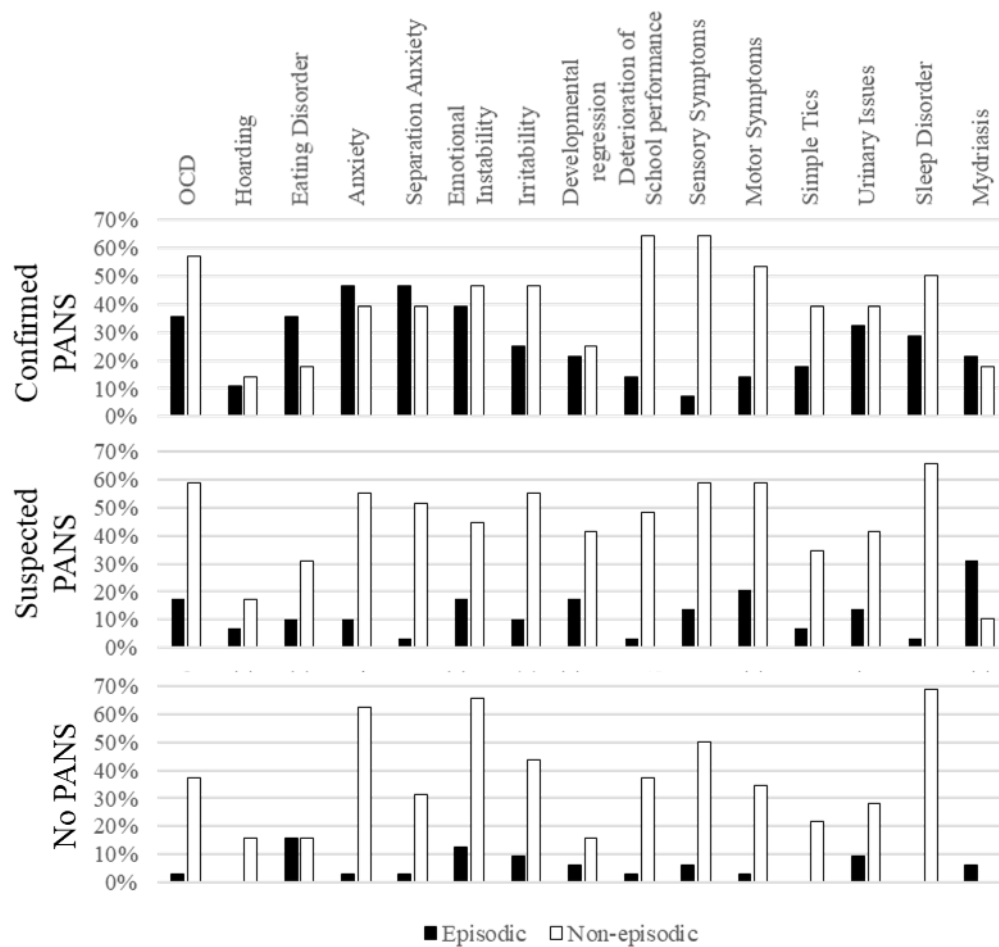 OCD
Hoarding
Eating Disorder
Anxiety
Separation Anxiety
Emotional
Instability
Irritability
Developmental
regression
Deterioration of
School performance
Sensory Symptoms
Motor Symptoms
Simple Tics
Urinary Issues
Sleep Disorder
Mydriasis
Confirmed
PANS
70%
60%
50%
40%
30%
20%
10%
0%
Suspected
PANS
70%
60%
50%
40%
30%
20%
10%
0%
No PANS
70%
60%
50%
40%
30%
20%
10%
0%
Episodic
Non-episodic